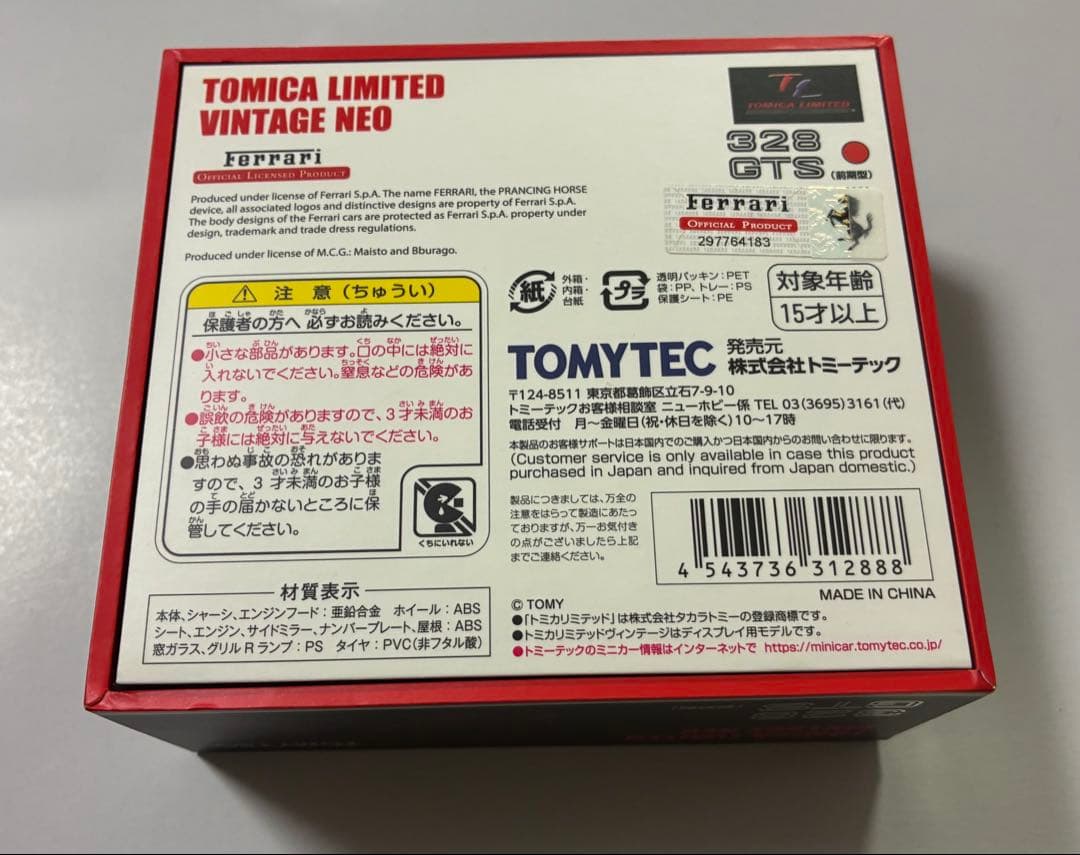 TOMICA LIMITED
VINTAGE NEO
Ferrari
OFFICIAL LICENSED PRODUCT
Produced under license of Ferrari S.p.A. The name FERRARI, the PRANCING HORSE
device, all associated logos and distinctive designs are property of Ferrari S.p.A.
The body designs of the Ferrari cars are protected as Ferrari S.p.A. property under
design, trademark and trade dress regulations.
Produced under license of M.C.G.: Maisto and Bburago.
TL
TOMICA LIMITED
328
GTS
(前期型)
Ferrari
OFFICIAL PRODUCT
297764183
⚠ 注 意 (ちゅうい)
保護者の方へ 必ずお読みください。
●小さな部品があります。口の中には絶対に
入れないでください。窒息などの危険があ
ります。
●誤飲の危険がありますので、3才未満のお
子様には絶対に与えないでください。
●思わぬ事故の恐れがありま
すので、3才未満のお子様
の手の届かないところに保
管してください。
くちにいれない
紙
外箱・
内箱・
台紙
プラ
透明パッキン:PET
袋:PP、トレー:PS
保護シート:PE
対象年齢
15才以上
TOMYTEC
発売元
株式会社トミーテック
〒124-8511 東京都葛飾区立石7-9-10
トミーテックお客様相談室 ニューホビー係 TEL 03(3695)3161(代)
電話受付 月〜金曜日(祝・休日を除く)10〜17時
本製品のお客様サポートは日本国内でのご購入かつ日本国内からのお問い合わせに限ります。
(Customer service is only available in case this product
purchased in Japan and inquired from Japan domestic.)
製品につきましては、万全の
注意をはらって製造にあたっ
ておりますが、万一お気付き
の点がございましたら上記
までご連絡ください。
4 543736 312888
MADE IN CHINA
材質表示
本体、シャーシ、エンジンフード:亜鉛合金 ホイール:ABS
シート、エンジン、サイドミラー、ナンバープレート、屋根:ABS
窓ガラス、グリルRランプ:PS タイヤ:PVC(非フタル酸)
© TOMY
●「トミカリミテッド」は株式会社タカラトミーの登録商標です。
●トミカリミテッドヴィンテージはディスプレイ用モデルです。
●トミーテックのミニカー情報はインターネットで https://minicar.tomytec.co.jp/